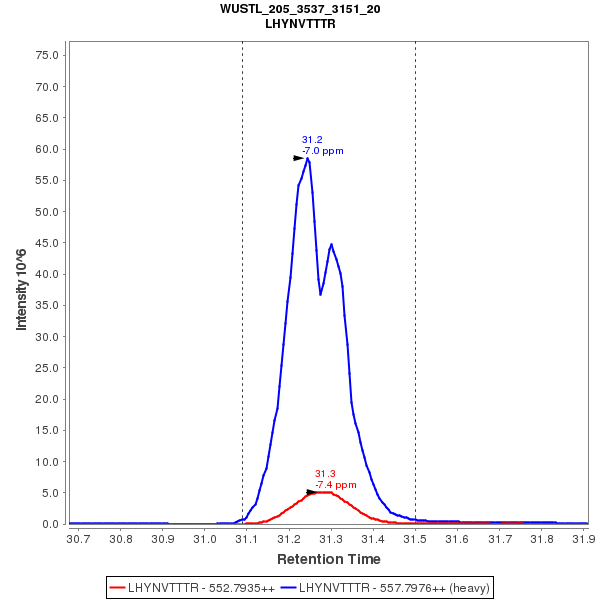 WUSTL_205_3537_3151_20
LHYNVTTTR
Intensity 10^6
75.0
70.0
65.0
60.0
55.0
50.0
45.0
40.0
35.0
30.0
25.0
20.0
15.0
10.0
5.0
0.0
31.2
-7.0 ppm
31.3
-7.4 ppm
30.7 30.8 30.9 31.0 31.1 31.2 31.3 31.4 31.5 31.6 31.7 31.8 31.9
Retention Time
LHYNVTTTR - 552.7935++ LHYNVTTTR - 557.7976++ (heavy)